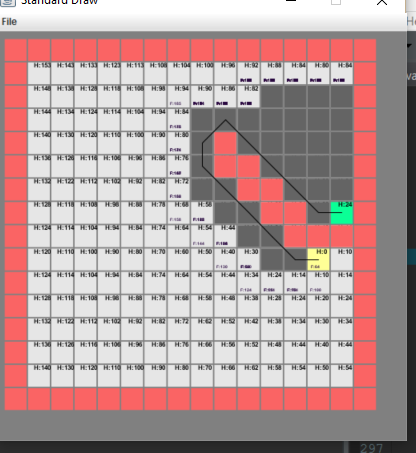 Standard Draw
File
H:153 H:143 H:133 H:123 H:113 H:108 H:104 H:100 H:96 H:92 H:88 H:84 H:80 H:84
H:148 H:138 H:128 H:118 H:108 H:98 H:94 H:90 H:86 H:82
H:144 H:134 H:124 H:114 H:104 H:94 H:84
H:140 H:130 H:120 H:110 H:100 H:90 H:80
H:136 H:126 H:116 H:106 H:96 H:86 H:76
H:132 H:122 H:112 H:102 H:92 H:82 H:72
H:128 H:118 H:108 H:98 H:88 H:78 H:68 H:58 H:24
H:124 H:114 H:104 H:94 H:84 H:74 H:64 H:54 H:44
H:120 H:110 H:100 H:90 H:80 H:70 H:60 H:50 H:40 H:30 H:0 H:10
H:124 H:114 H:104 H:94 H:84 H:74 H:64 H:54 H:44 H:34 H:24 H:14 H:10 H:14
H:128 H:118 H:108 H:98 H:88 H:78 H:68 H:58 H:48 H:38 H:28 H:24 H:20 H:24
H:132 H:122 H:112 H:102 H:92 H:82 H:72 H:62 H:52 H:42 H:38 H:34 H:30 H:34
H:136 H:126 H:116 H:106 H:96 H:86 H:76 H:66 H:56 H:52 H:48 H:44 H:40 H:44
H:140 H:130 H:120 H:110 H:100 H:90 H:80 H:70 H:66 H:62 H:58 H:54 H:50 H:54
297